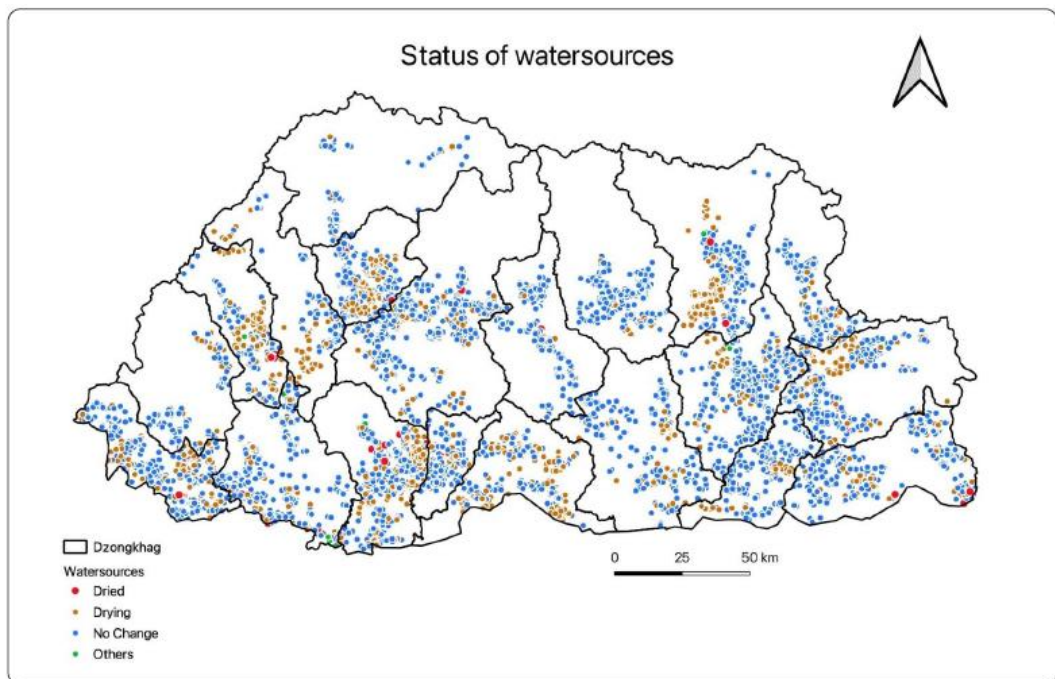 Status of watersources
Dzongkhag
Watersources
Dried
Drying
No Change
Others
0 25 50 km